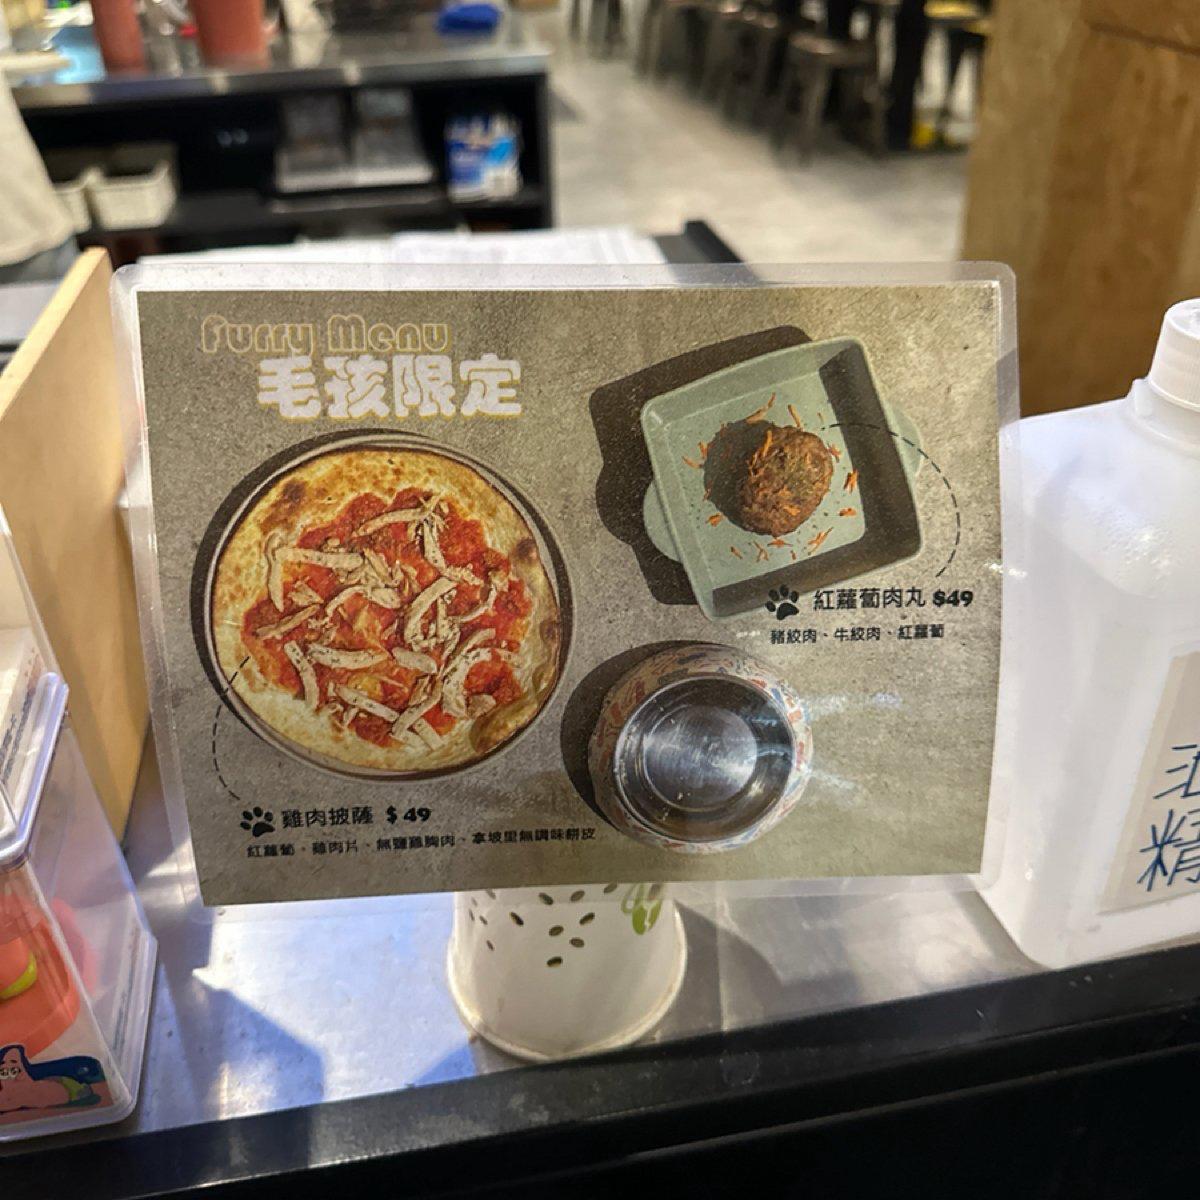 Furry Menu
毛孩限定
紅蘿蔔肉丸 $49
豬絞肉、牛絞肉、紅蘿蔔
雞肉披薩 $49
紅蘿蔔、雞肉片、無鹽雞胸肉、拿坡里無調味餅皮
酒精